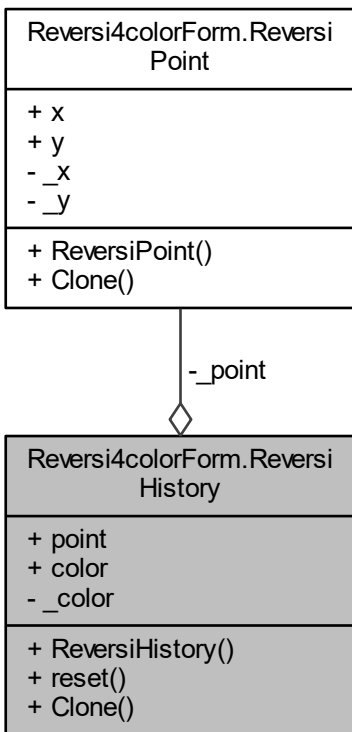 Reversi4colorForm.Reversi
Point
+ x
+ y
- _x
- _y
+ ReversiPoint()
+ Clone()
-_point
Reversi4colorForm.Reversi
History
+ point
+ color
- _color
+ ReversiHistory()
+ reset()
+ Clone()